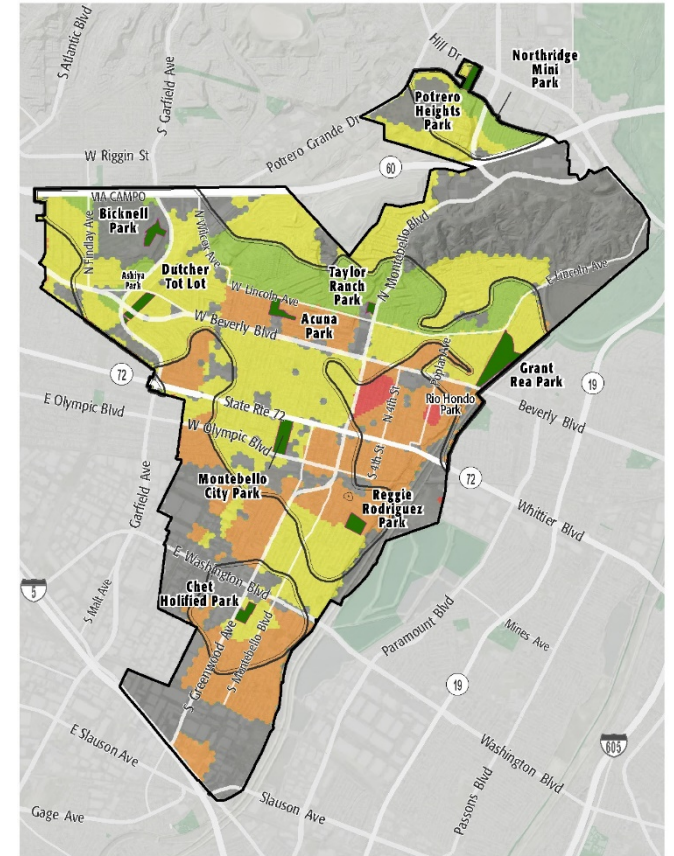 S Atlantic Blvd
S Garfield Ave
Hill Dr
Northridge
Mini
Park
Potrero
Heights
Park
Potrero Grande Dr
W Riggin St
60
VIA CAMPO
Bicknell
Park
N Findlay Ave
N Wilcox Ave
N Montebello Blvd
Ashiya
Park
Dutcher
Tot Lot
Taylor
Ranch
Park
E Lincoln Ave
W Lincoln Ave
Acuna
Park
W Beverly Blvd
Poplar Ave
Grant
Rea Park
72
19
E Olympic Blvd
State Rte 72
N 4th St
Rio Hondo
Park
Beverly Blvd
W Olympic Blvd
S 4th St
Garfield Ave
Montebello
City Park
72
Reggie
Rodriguez
Park
Whittier Blvd
E Washington Blvd
5
S Malt Ave
Chet
Holifield Park
Paramount Blvd
Mines Ave
S Greenwood Ave
S Montebello Blvd
19
E Slauson Ave
Washington Blvd
605
Slauson Ave
Passons Blvd
Gage Ave